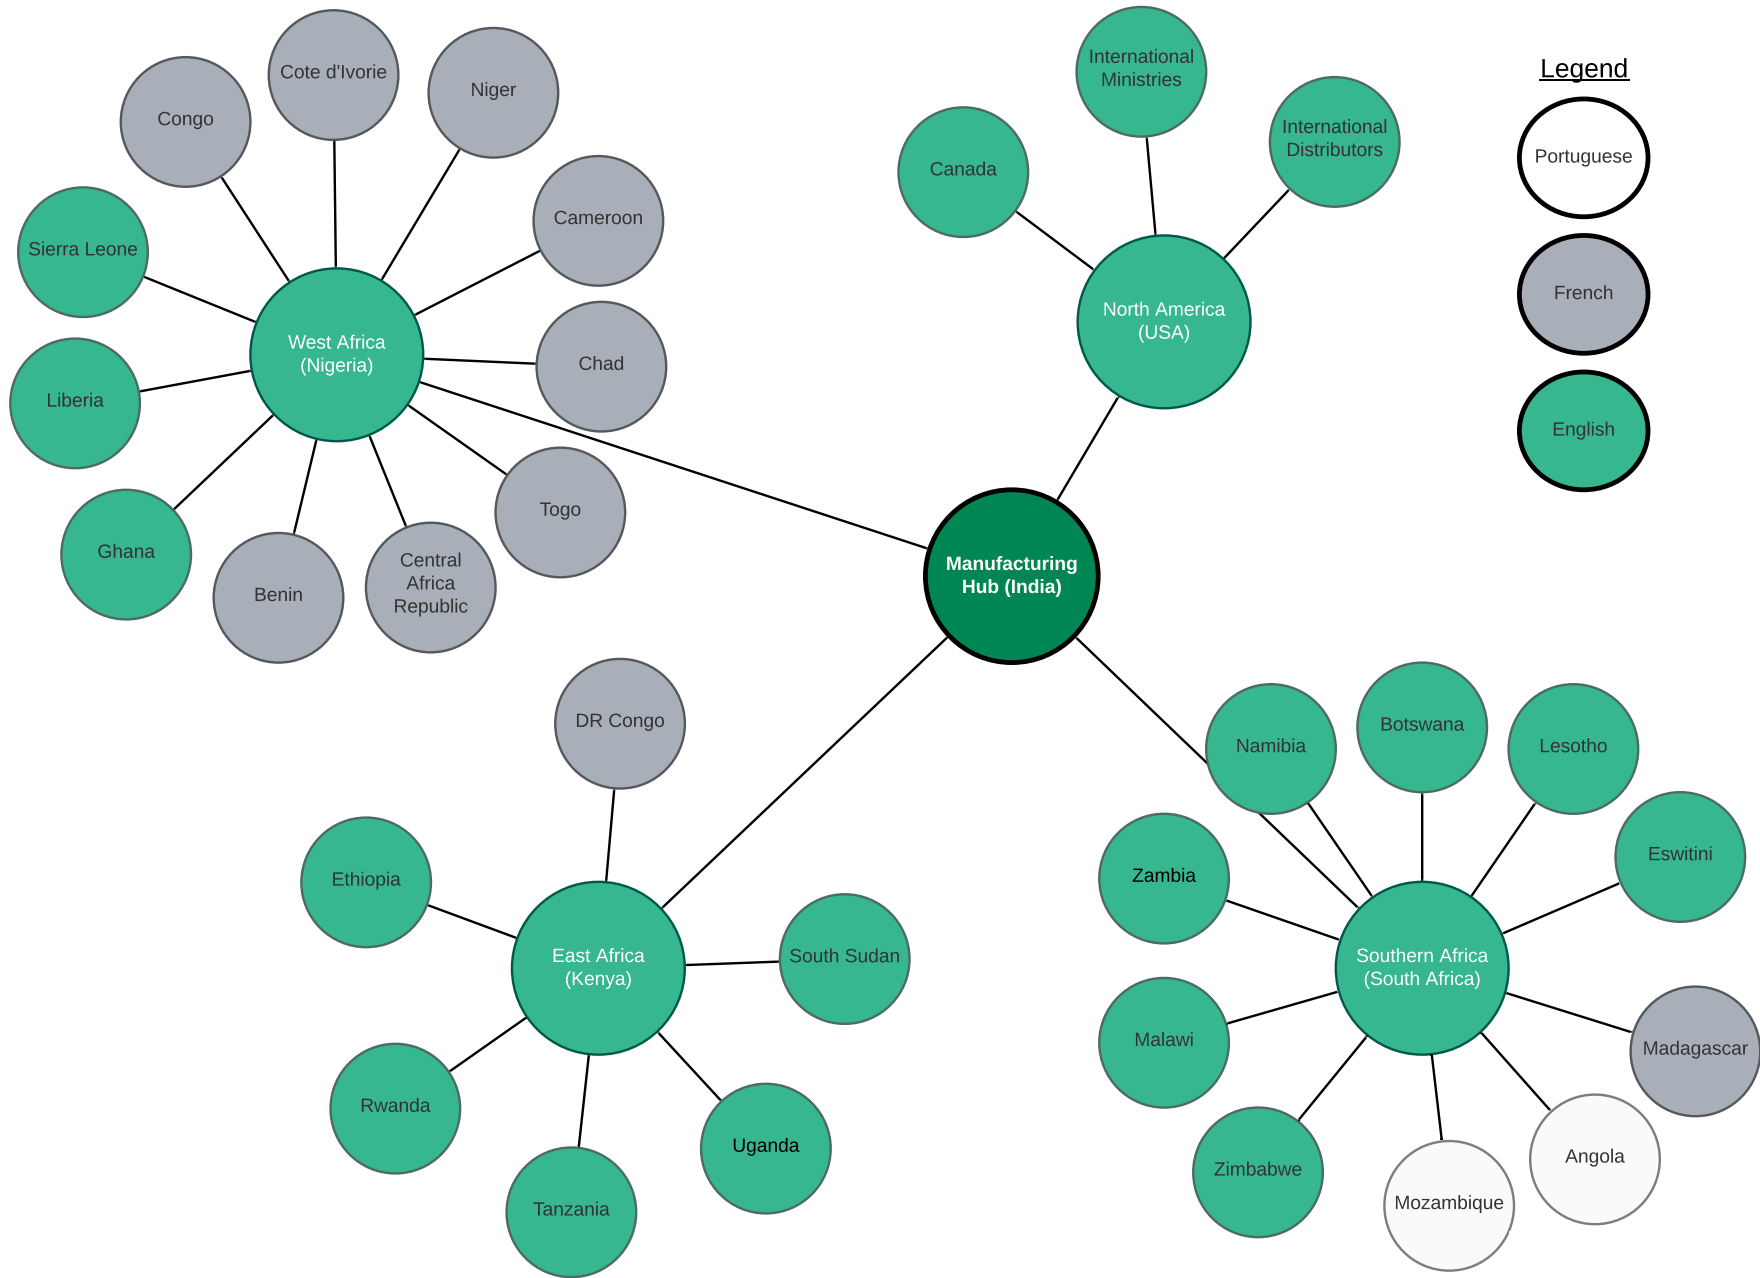 Legend
Portuguese
French
English
Cote d'Ivorie
Niger
Congo
Cameroon
Sierra Leone
West Africa
(Nigeria)
Chad
Liberia
Togo
Ghana
Benin
Central
Africa
Republic
International
Ministries
International
Distributors
Canada
North America
(USA)
Manufacturing
Hub (India)
DR Congo
Ethiopia
East Africa
(Kenya)
South Sudan
Rwanda
Uganda
Tanzania
Namibia
Botswana
Lesotho
Eswitini
Zambia
Southern Africa
(South Africa)
Malawi
Madagascar
Zimbabwe
Angola
Mozambique